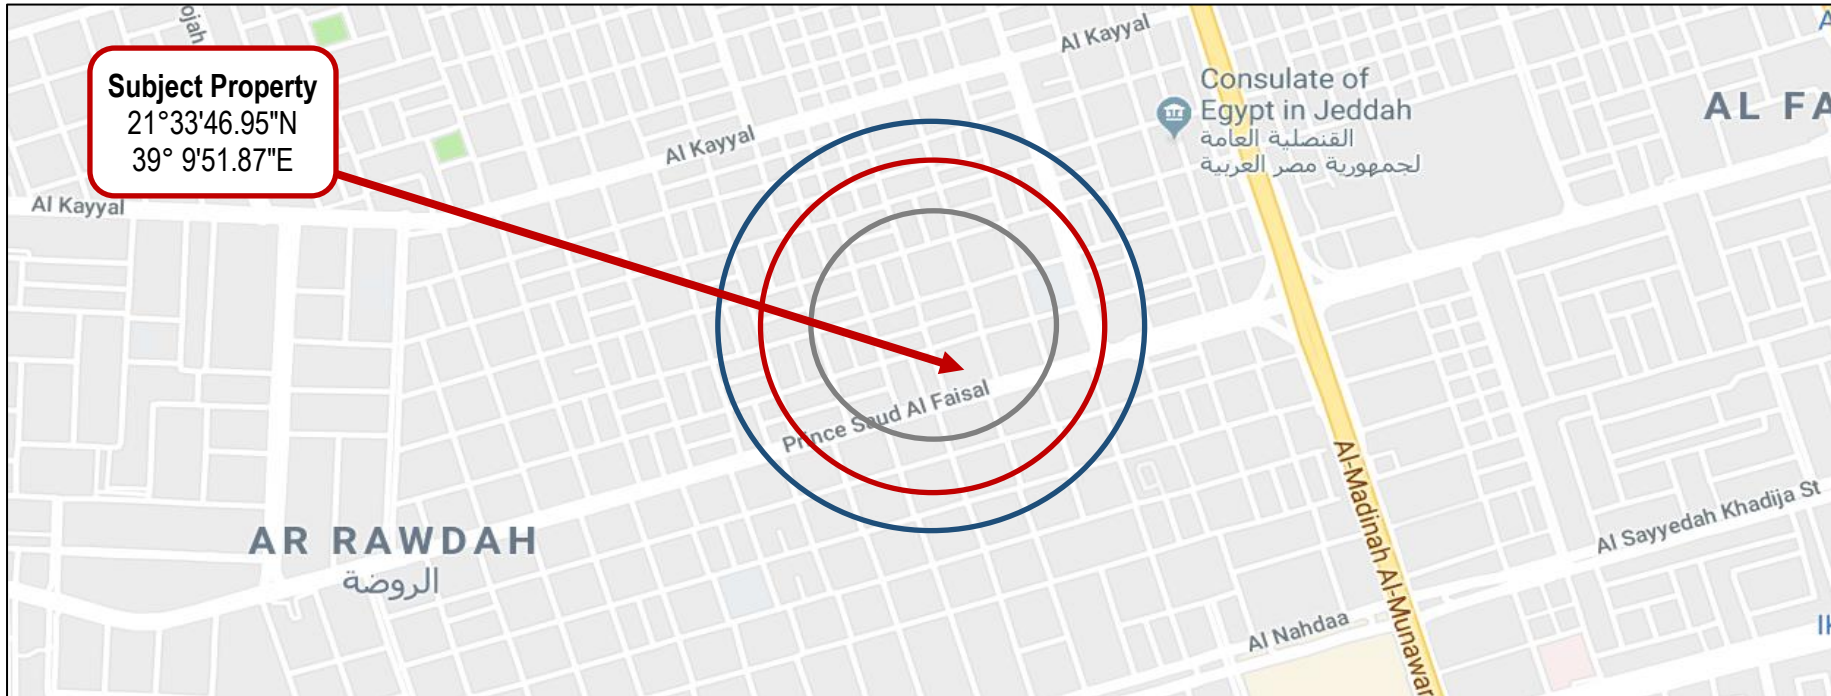 ojah
Al Kayyal
Subject Property
21°33'46.95"N
39° 9'51.87"E
Consulate of
Egypt in Jeddah
القنصلية العامة
لجمهورية مصر العربية
AL FA
Al Kayyal
Al Kayyal
Prince Saud Al Faisal
AR RAWDAH
الروضة
Al-Madinah Al-Munawar
Al Sayyedah Khadija St
Al Nahdaa